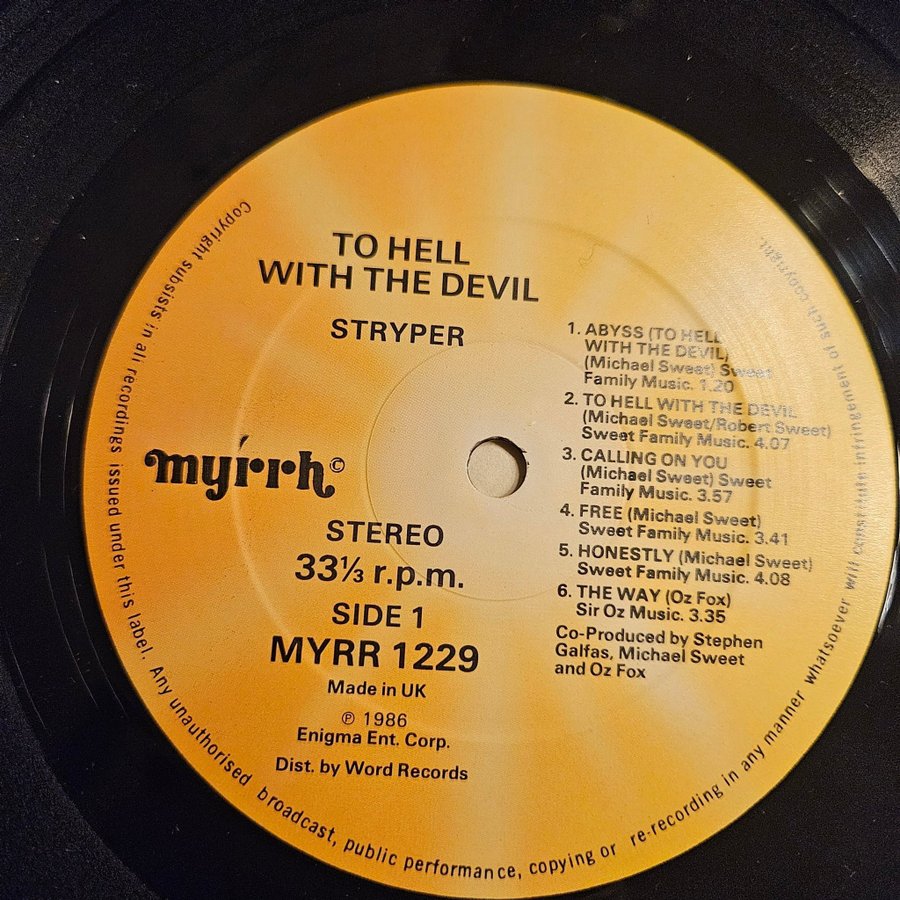 TO HELL
WITH THE DEVIL
STRYPER
myrrh©
STEREO
33⅓ r.p.m.
SIDE 1
MYRR 1229
Made in UK
℗ 1986
Enigma Ent. Corp.
Dist. by Word Records
1. ABYSS (TO HELL
WITH THE DEVIL)
(Michael Sweet) Sweet
Family Music. 1.20
2. TO HELL WITH THE DEVIL
(Michael Sweet/Robert Sweet)
Sweet Family Music. 4.07
3. CALLING ON YOU
(Michael Sweet) Sweet
Family Music. 3.57
4. FREE (Michael Sweet)
Sweet Family Music. 3.41
5. HONESTLY (Michael Sweet)
Sweet Family Music. 4.08
6. THE WAY (Oz Fox)
Sir Oz Music. 3.35
Co-Produced by Stephen
Galfas, Michael Sweet
and Oz Fox
Copyright subsists in all recordings issued under this label. Any unauthorised broadcast, public performance, copying or re-recording in any manner whatsoever will constitute infringement of such copyright.